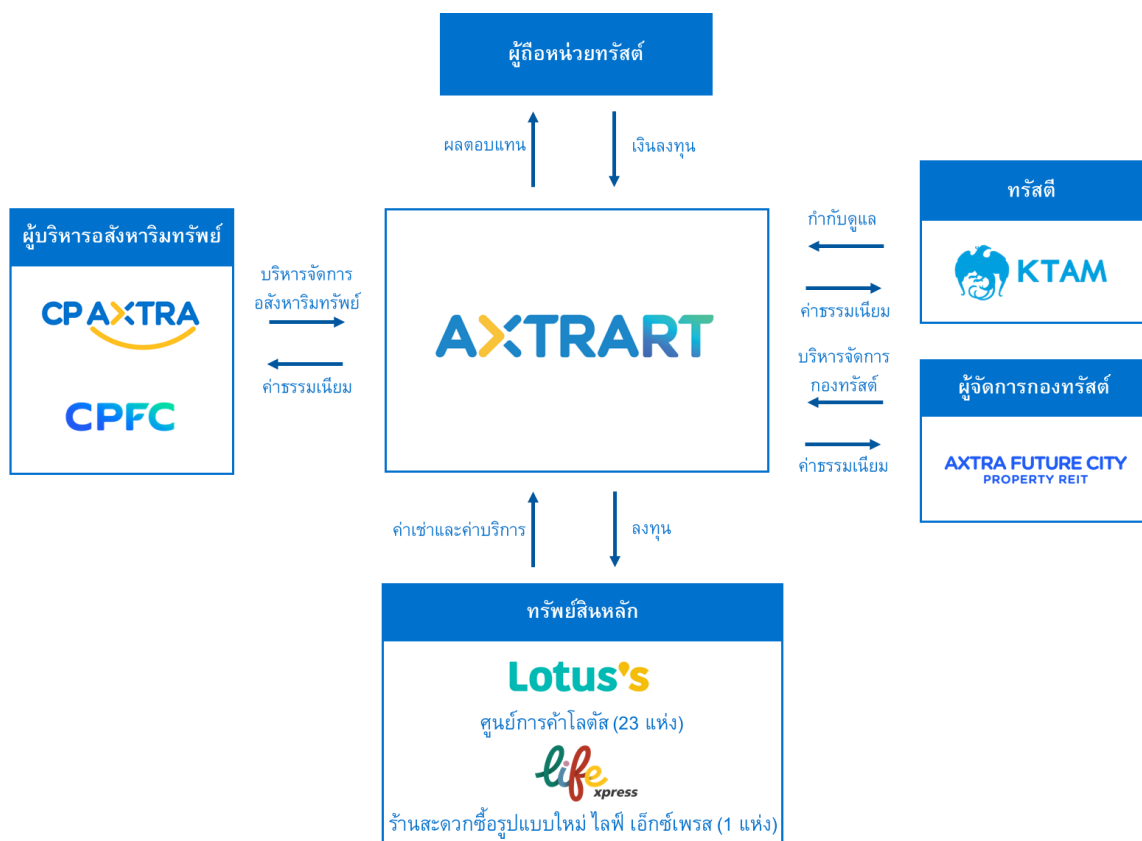 ผู้ถือหน่วยทรัสต์
ผลตอบแทน
เงินลงทุน
ผู้บริหารอสังหาริมทรัพย์
CP AXTRA
CPFC
บริหารจัดการ
อสังหาริมทรัพย์
ค่าธรรมเนียม
AXTRART
กำกับดูแล
ค่าธรรมเนียม
ทรัสตี
KTAM
บริหารจัดการ
กองทรัสต์
ค่าธรรมเนียม
ผู้จัดการกองทรัสต์
AXTRA FUTURE CITY
PROPERTY REIT
ค่าเช่าและค่าบริการ
ลงทุน
ทรัพย์สินหลัก
Lotus's
ศูนย์การค้าโลตัส (23 แห่ง)
life
xpress
ร้านสะดวกซื้อรูปแบบใหม่ ไลฟ์ เอ็กซ์เพรส (1 แห่ง)